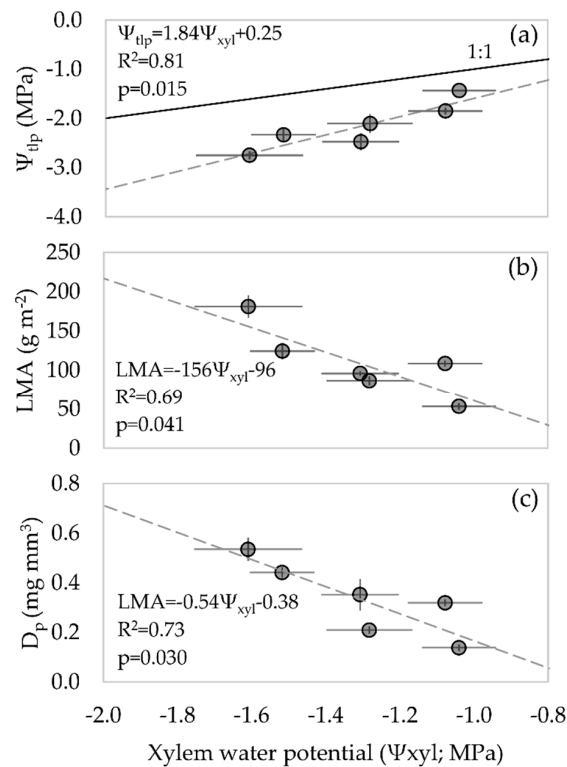 0.0
Ψtlp=1.84Ψxyl+0.25
(a)
R²=0.81
1:1
-1.0
p=0.015
-2.0
-3.0
-4.0
Ψtlp (MPa)
250
(b)
200
150
100
LMA=-156Ψxyl-96
R²=0.69
50
p=0.041
0
LMA (g m-2)
0.8
(c)
0.6
0.4
LMA=-0.54Ψxyl-0.38
R²=0.73
0.2
p=0.030
0.0
Dp (mg mm³)
-2.0 -1.8 -1.6 -1.4 -1.2 -1.0 -0.8
Xylem water potential (Ψxyl; MPa)